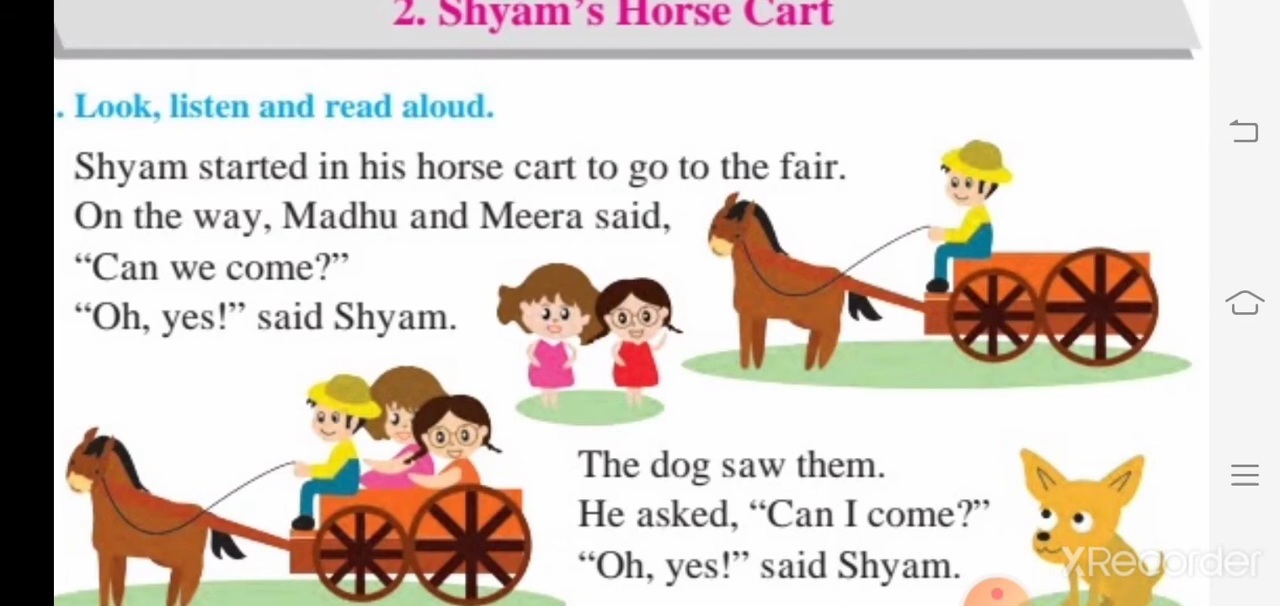 2. Shyam's Horse Cart
. Look, listen and read aloud.
Shyam started in his horse cart to go to the fair.
On the way, Madhu and Meera said,
“Can we come?”
“Oh, yes!” said Shyam.
The dog saw them.
He asked, “Can I come?”
“Oh, yes!” said Shyam.
XRecorder